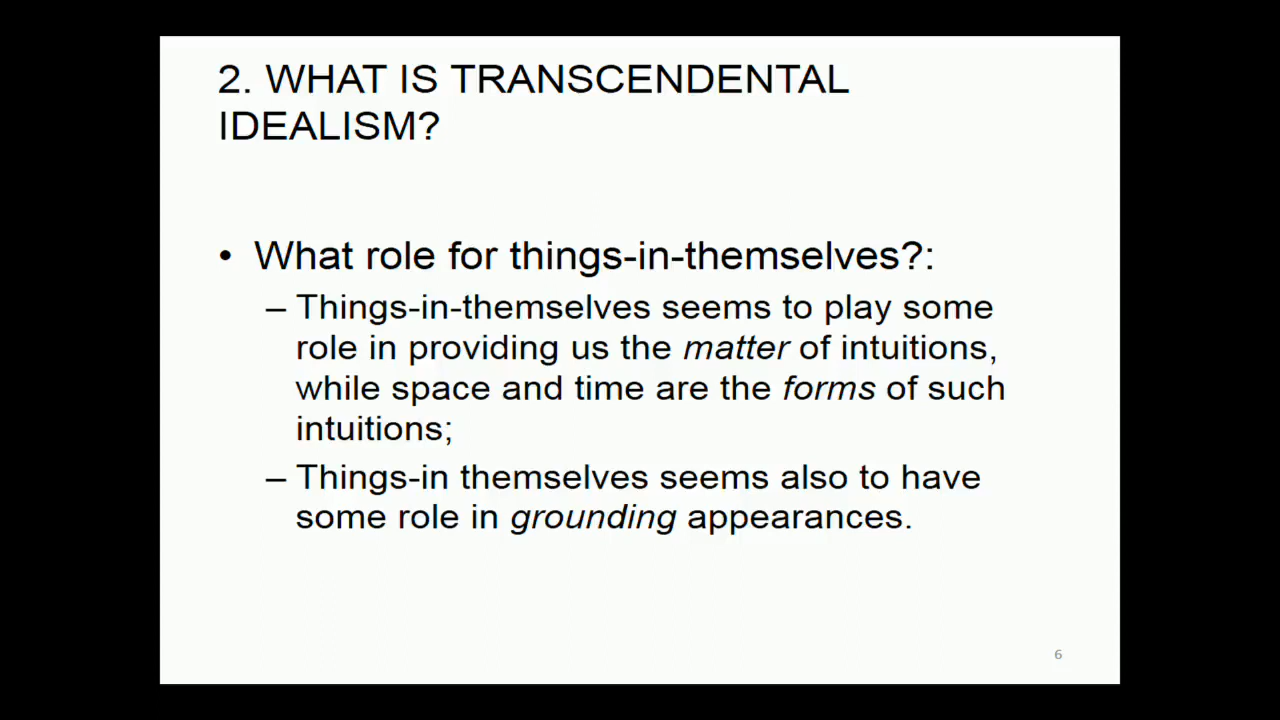 2. WHAT IS TRANSCENDENTAL
IDEALISM?
• What role for things-in-themselves?:
– Things-in-themselves seems to play some
role in providing us the matter of intuitions,
while space and time are the forms of such
intuitions;
– Things-in themselves seems also to have
some role in grounding appearances.
6